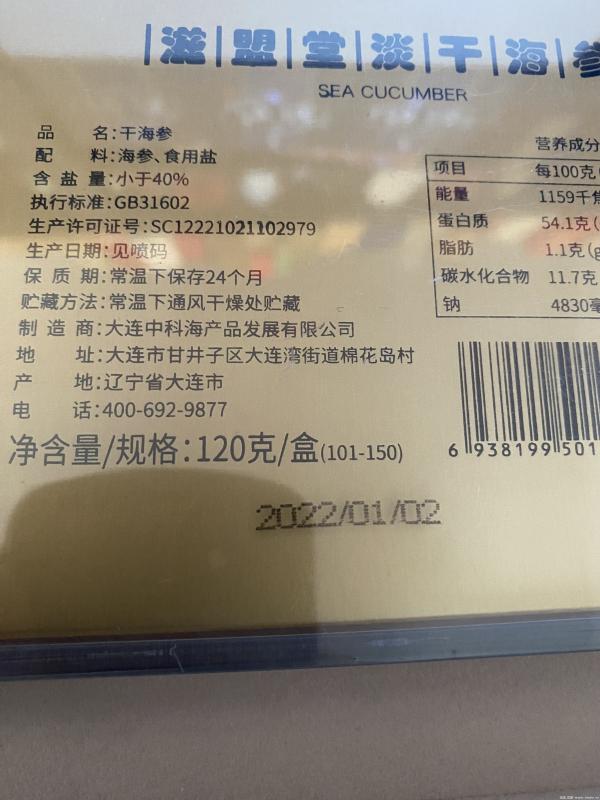 滋盟堂淡干海参
SEA CUCUMBER
品 名:干海参
配 料:海参、食用盐
含 盐 量:小于40%
执行标准:GB31602
生产许可证号:SC12221021102979
生产日期:见喷码
保 质 期:常温下保存24个月
贮藏方法:常温下通风干燥处贮藏
制 造 商:大连中科海产品发展有限公司
地 址:大连市甘井子区大连湾街道棉花岛村
产 地:辽宁省大连市
电 话:400-692-9877
净含量/规格:120克/盒(101-150)
营养成分
项目 每100克(
能量 1159千焦
蛋白质 54.1克(
脂肪 1.1克(g
碳水化合物 11.7克
钠 4830毫
6 938199 501
2022/01/02